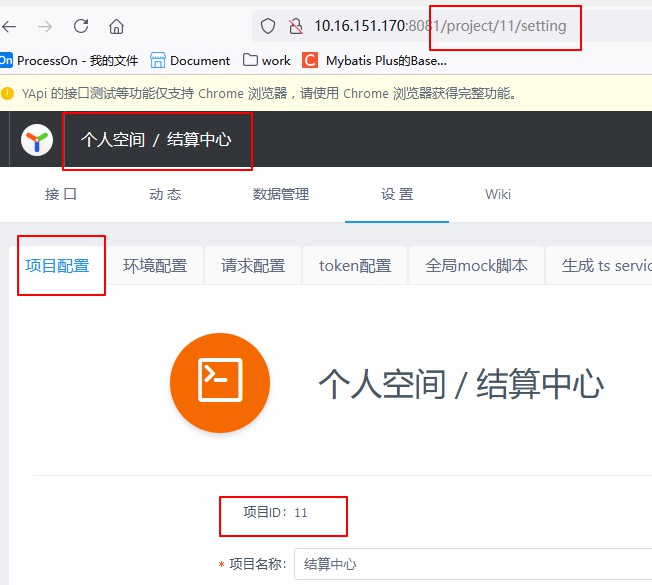 10.16.151.170:8081/project/11/setting
On ProcessOn - 我的文件 Document work C Mybatis Plus的Base...
YApi 的接口测试等功能仅支持 Chrome 浏览器，请使用 Chrome 浏览器获得完整功能。
个人空间 / 结算中心
接 口 动 态 数据管理 设 置 Wiki
项目配置 环境配置 请求配置 token配置 全局mock脚本 生成 ts servic
个人空间 / 结算中心
项目ID：11
* 项目名称： 结算中心